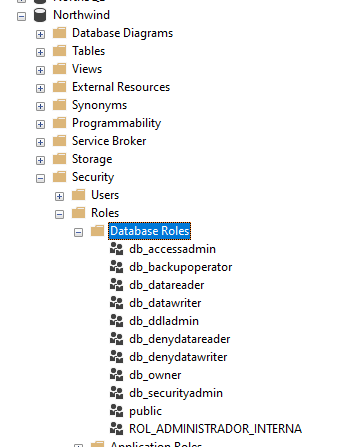 Northwind
Database Diagrams
Tables
Views
External Resources
Synonyms
Programmability
Service Broker
Storage
Security
Users
Roles
Database Roles
db_accessadmin
db_backupoperator
db_datareader
db_datawriter
db_ddladmin
db_denydatareader
db_denydatawriter
db_owner
db_securityadmin
public
ROL_ADMINISTRADOR_INTERNA
Application Roles